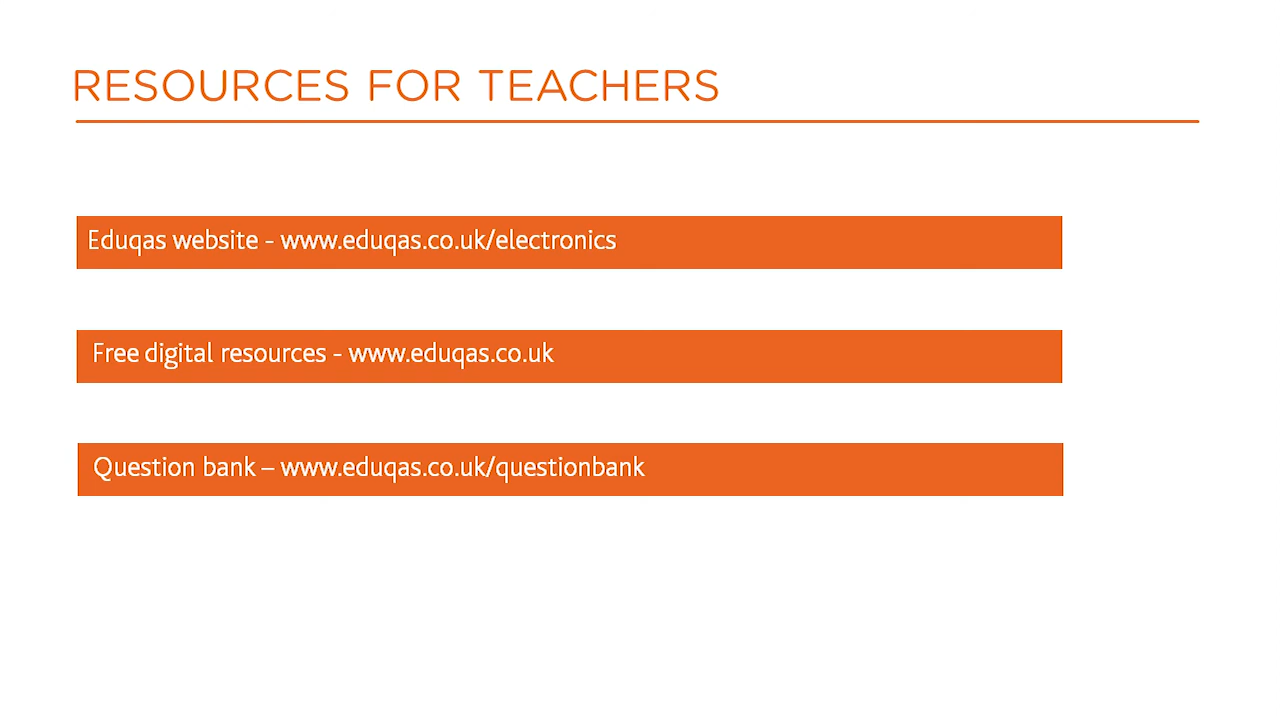 RESOURCES FOR TEACHERS
Eduqas website - www.eduqas.co.uk/electronics
Free digital resources - www.eduqas.co.uk
Question bank – www.eduqas.co.uk/questionbank